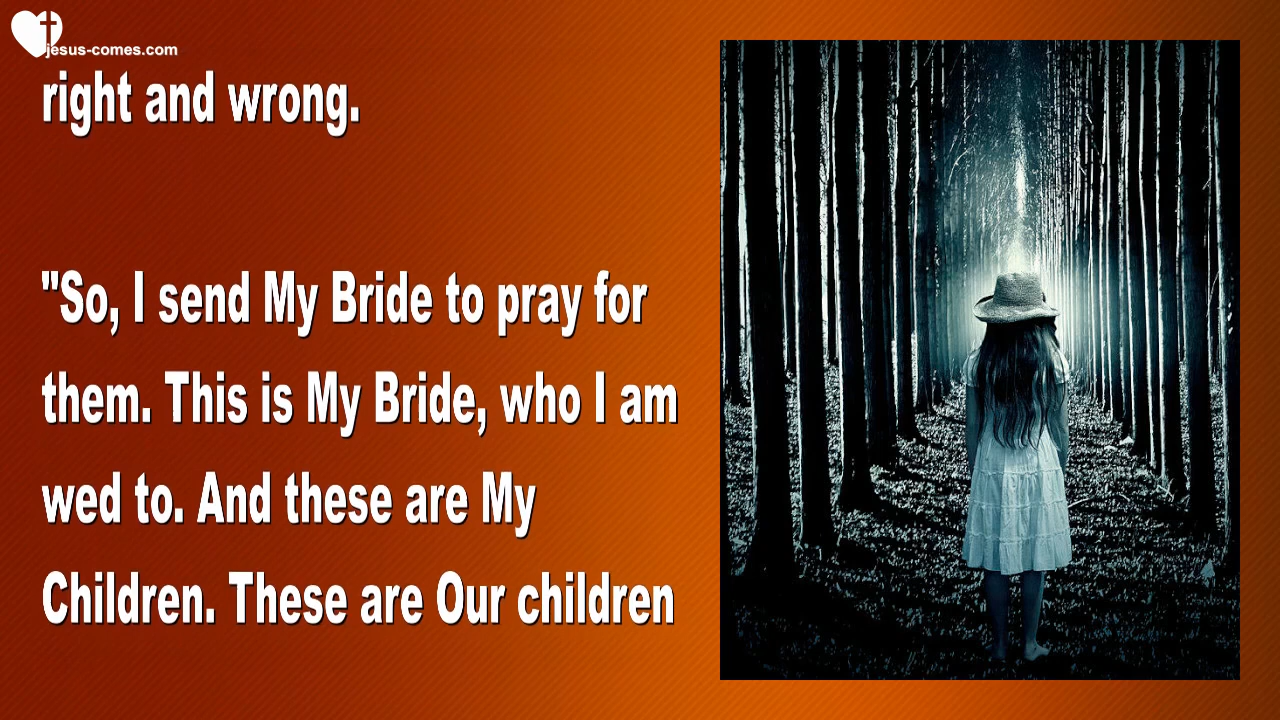 jesus-comes.com
right and wrong.
"So, I send My Bride to pray for
them. This is My Bride, who I am
wed to. And these are My
Children. These are Our children